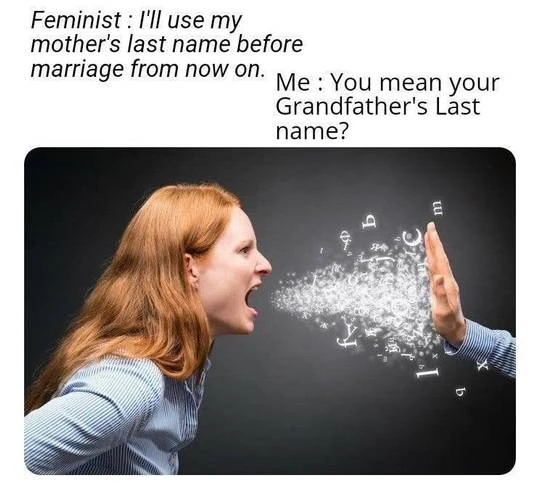 Feminist : I'll use my
mother's last name before
marriage from now on.
Me : You mean your
Grandfather's Last
name?